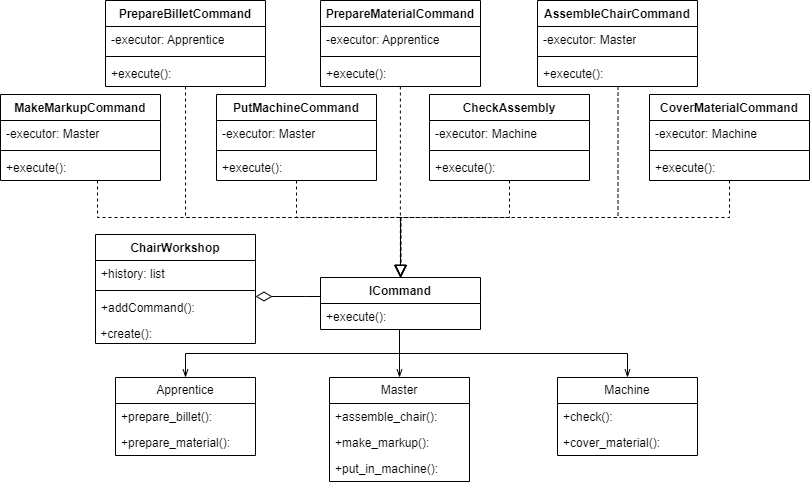 PrepareBilletCommand
-executor: Apprentice
+execute():
PrepareMaterialCommand
-executor: Apprentice
+execute():
AssembleChairCommand
-executor: Master
+execute():
MakeMarkupCommand
-executor: Master
+execute():
PutMachineCommand
-executor: Master
+execute():
CheckAssembly
-executor: Machine
+execute():
CoverMaterialCommand
-executor: Machine
+execute():
ChairWorkshop
+history: list
+addCommand():
+create():
ICommand
+execute():
Apprentice
+prepare_billet():
+prepare_material():
Master
+assemble_chair():
+make_markup():
+put_in_machine():
Machine
+check():
+cover_material():